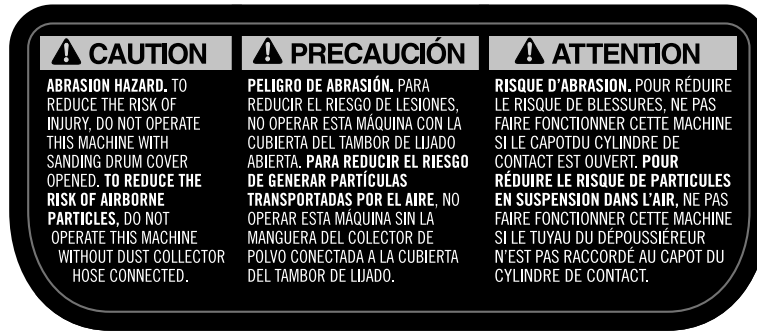 CAUTION
ABRASION HAZARD. TO
REDUCE THE RISK OF
INJURY, DO NOT OPERATE
THIS MACHINE WITH
SANDING DRUM COVER
OPENED. TO REDUCE THE
RISK OF AIRBORNE
PARTICLES, DO NOT
OPERATE THIS MACHINE
WITHOUT DUST COLLECTOR
HOSE CONNECTED.
PRECAUCIÓN
PELIGRO DE ABRASIÓN. PARA
REDUCIR EL RIESGO DE LESIONES,
NO OPERAR ESTA MÁQUINA CON LA
CUBIERTA DEL TAMBOR DE LIJADO
ABIERTA. PARA REDUCIR EL RIESGO
DE GENERAR PARTÍCULAS
TRANSPORTADAS POR EL AIRE, NO
OPERAR ESTA MÁQUINA SIN LA
MANGUERA DEL COLECTOR DE
POLVO CONECTADA A LA CUBIERTA
DEL TAMBOR DE LIJADO.
ATTENTION
RISQUE D'ABRASION. POUR RÉDUIRE
LE RISQUE DE BLESSURES, NE PAS
FAIRE FONCTIONNER CETTE MACHINE
SI LE CAPOTDU CYLINDRE DE
CONTACT EST OUVERT. POUR
RÉDUIRE LE RISQUE DE PARTICULES
EN SUSPENSION DANS L'AIR, NE PAS
FAIRE FONCTIONNER CETTE MACHINE
SI LE TUYAU DU DÉPOUSSIÉREUR
N'EST PAS RACCORDÉ AU CAPOT DU
CYLINDRE DE CONTACT.